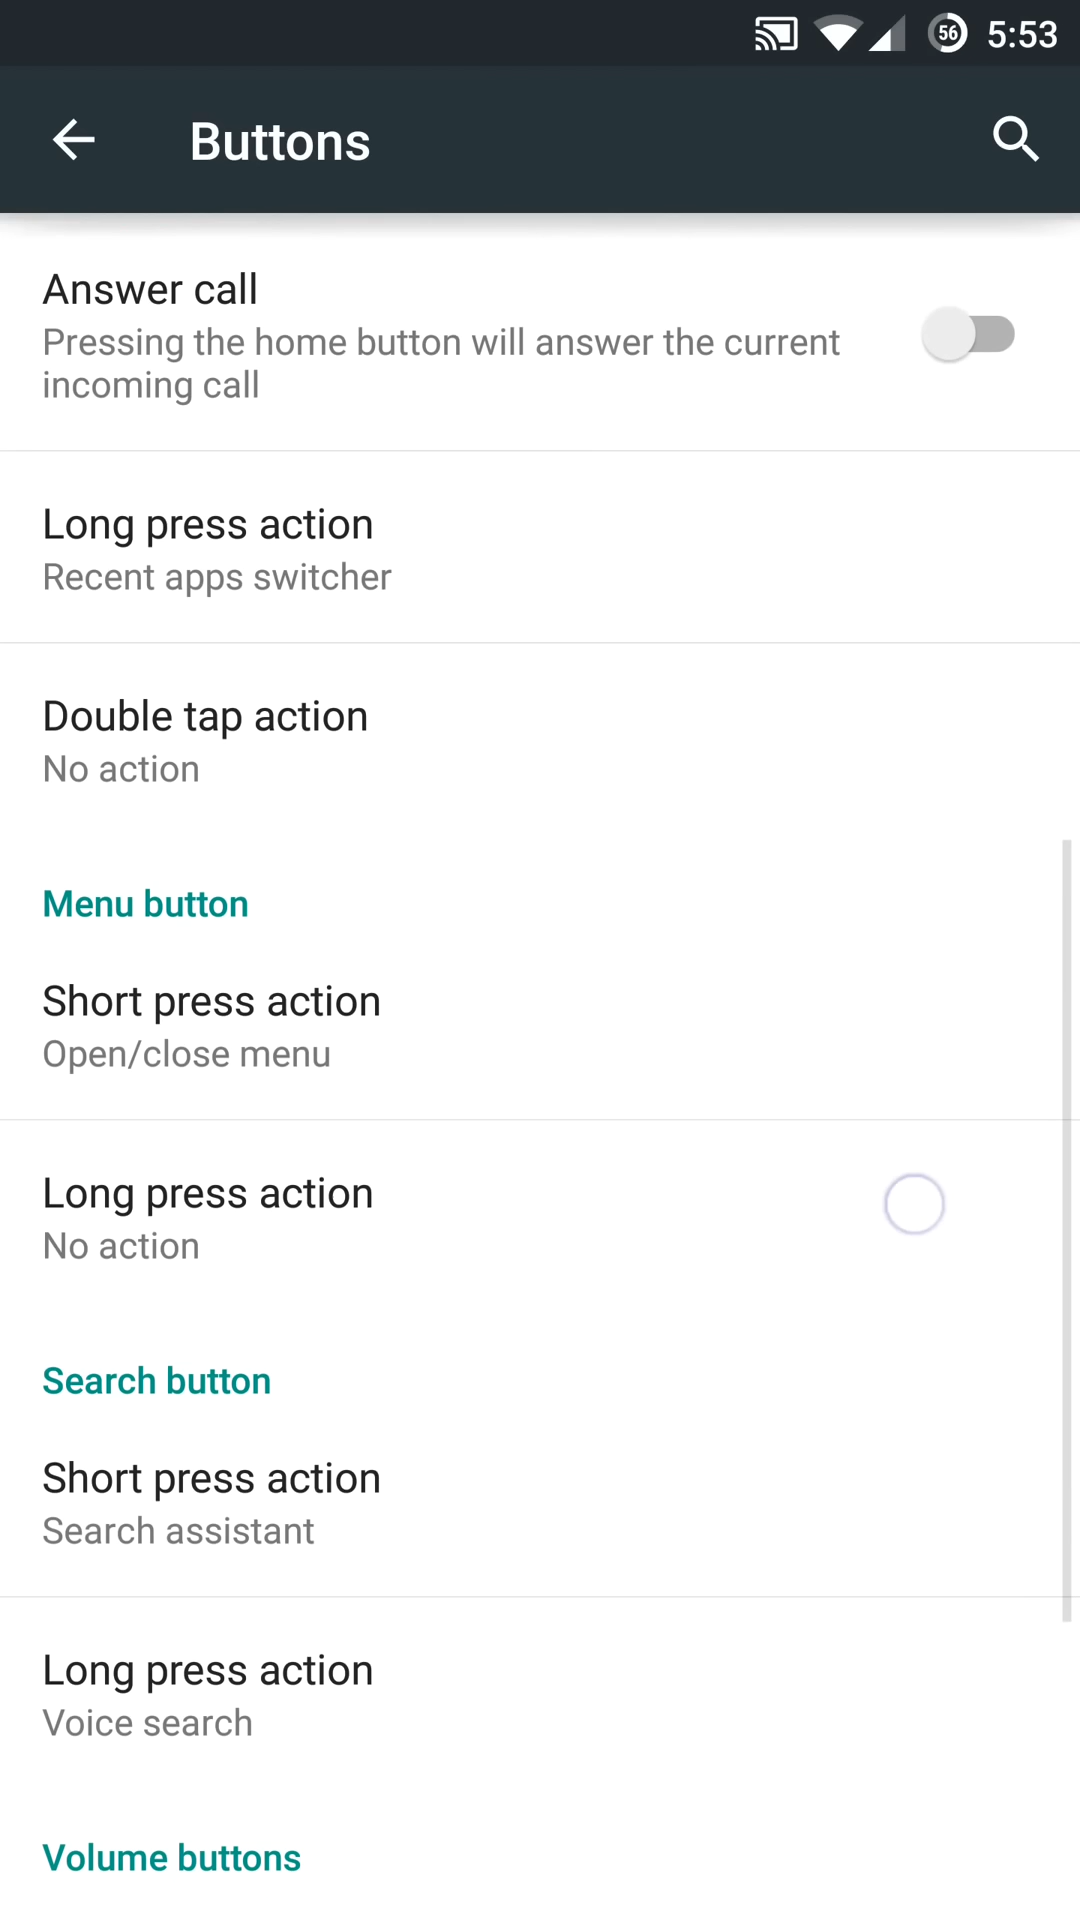 56 5:53
Buttons
Answer call
Pressing the home button will answer the current
incoming call
Long press action
Recent apps switcher
Double tap action
No action
Menu button
Short press action
Open/close menu
Long press action
No action
Search button
Short press action
Search assistant
Long press action
Voice search
Volume buttons